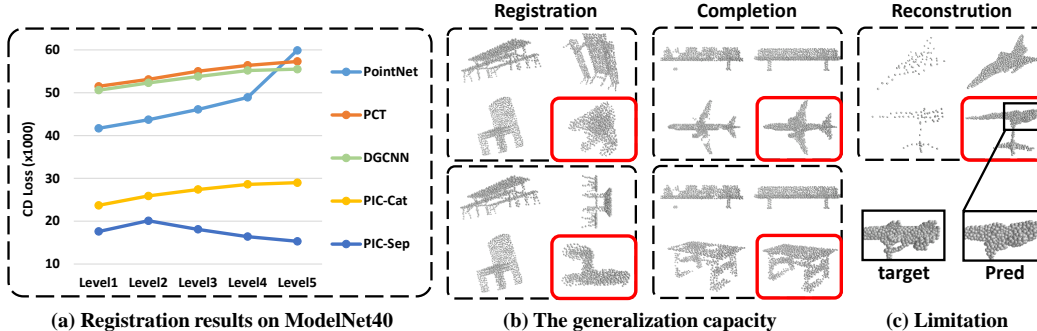 Registration
Completion
Reconstrution
CD Loss (x1000)
60
50
40
30
20
10
Level1 Level2 Level3 Level4 Level5
PointNet
PCT
DGCNN
PIC-Cat
PIC-Sep
target
Pred
(a) Registration results on ModelNet40
(b) The generalization capacity
(c) Limitation